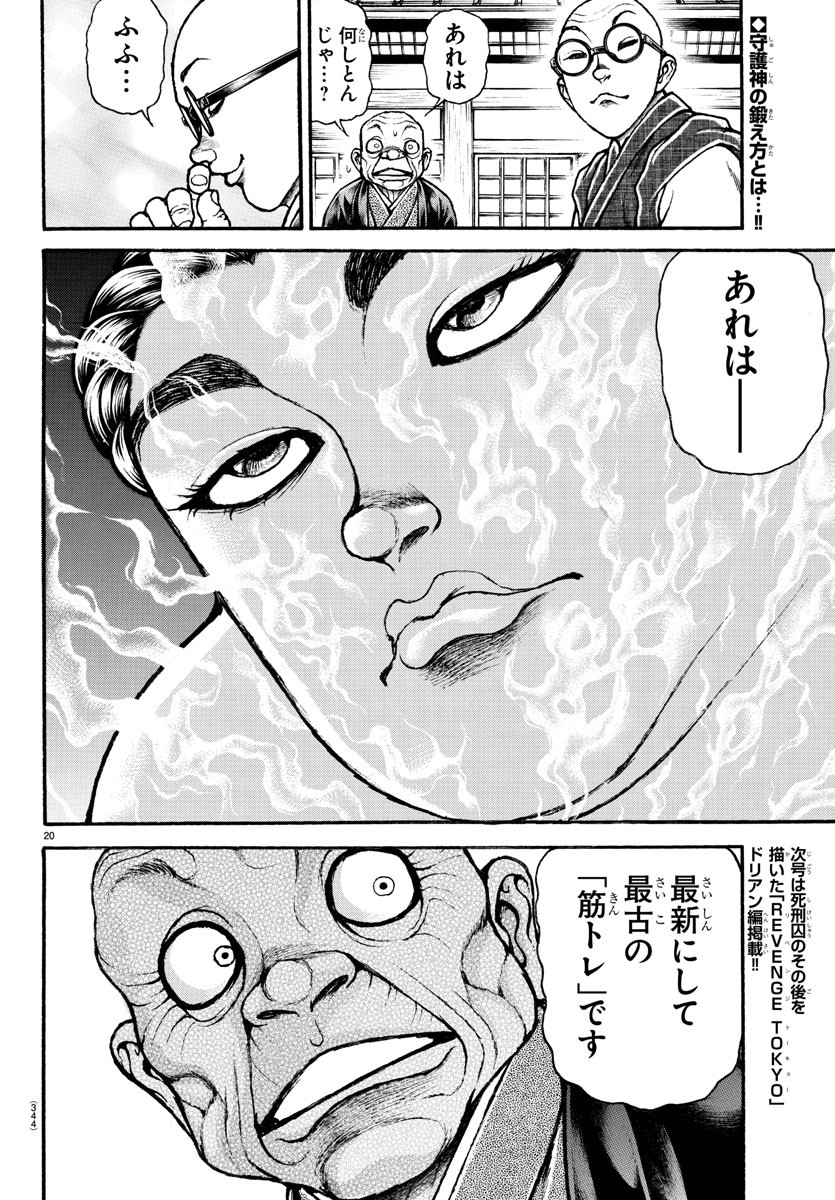 ◆守護神の鍛え方とは…!!
あれは
何しとん
じゃ…?
ふふ…
あれは——
20
最新にして
最古の
「筋トレ」です
次号は死刑囚のその後を
描いた「REVENGE TOKYO」
ドリアン編掲載!!
(344)